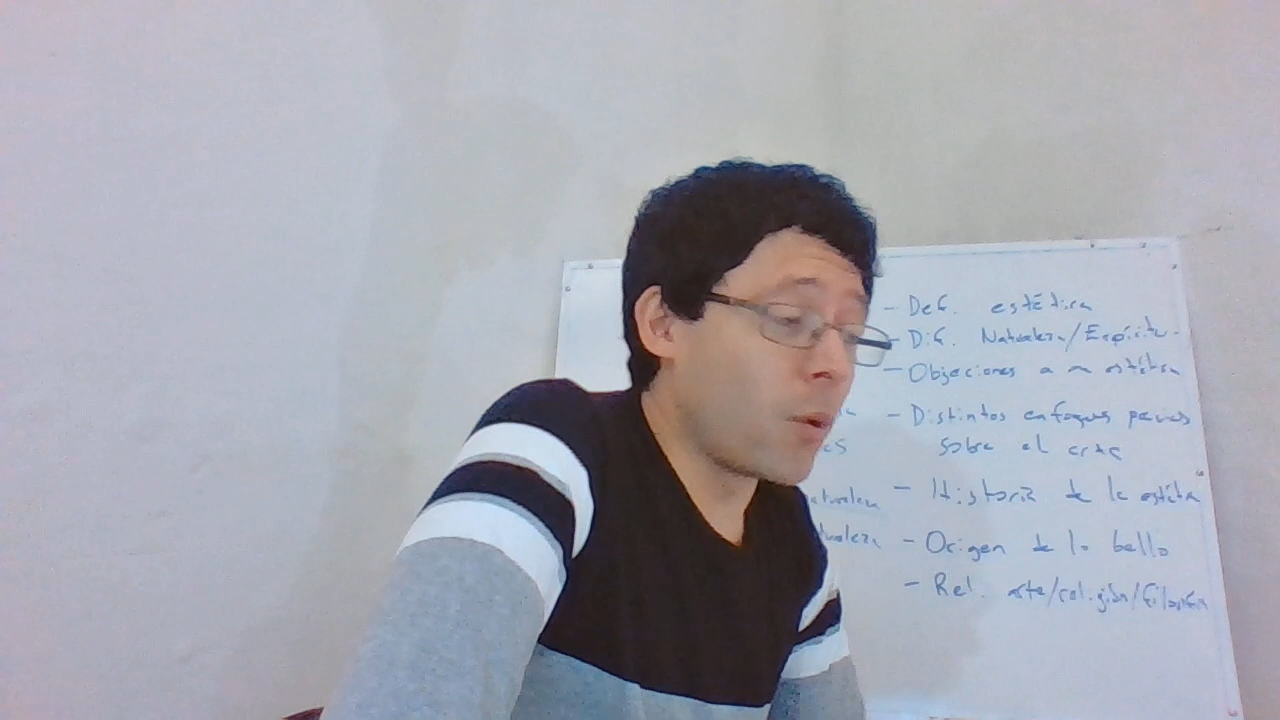 - Def. estética
- Dif. Naturaleza/Espíritu
- Objeciones a estética
- Distintos enfoques previos
sobre el arte
- Historia de la estética
- Origen de lo bello
- Rel. arte/religión/filosofía